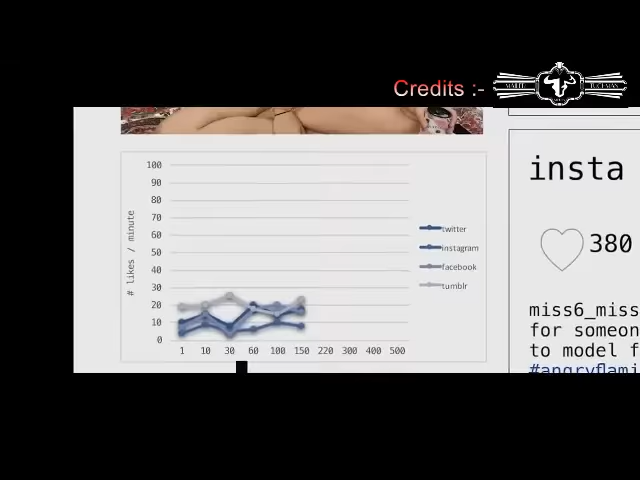 Credits :-
insta
380
100
90
80
70
60
50
40
30
20
10
0
# likes / minute
1 10 30 60 100 150 220 300 400 500
twitter
instagram
facebook
tumblr
miss6_miss
for someon
to model f
#angryflami